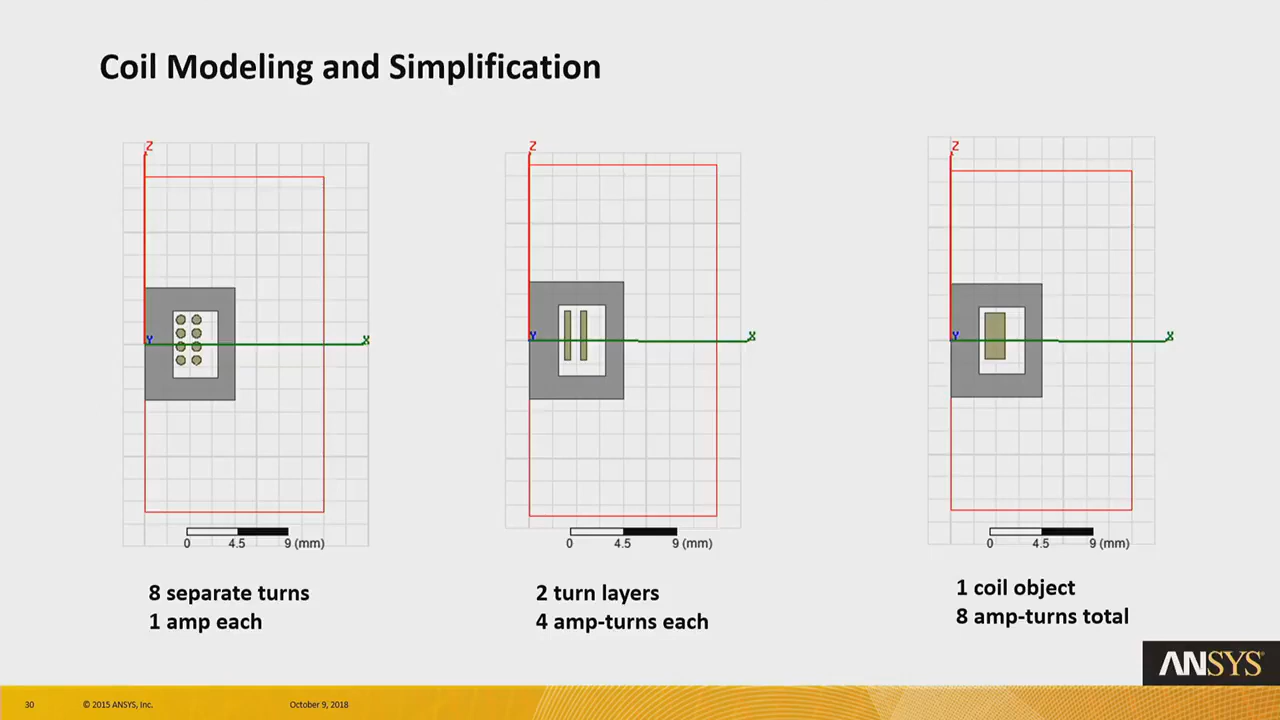 Coil Modeling and Simplification
Z
Y
X
0 4.5 9 (mm)
8 separate turns
1 amp each
Z
Y
X
0 4.5 9 (mm)
2 turn layers
4 amp-turns each
Z
Y
X
0 4.5 9 (mm)
1 coil object
8 amp-turns total
ANSYS®
30 © 2015 ANSYS, Inc. October 9, 2018